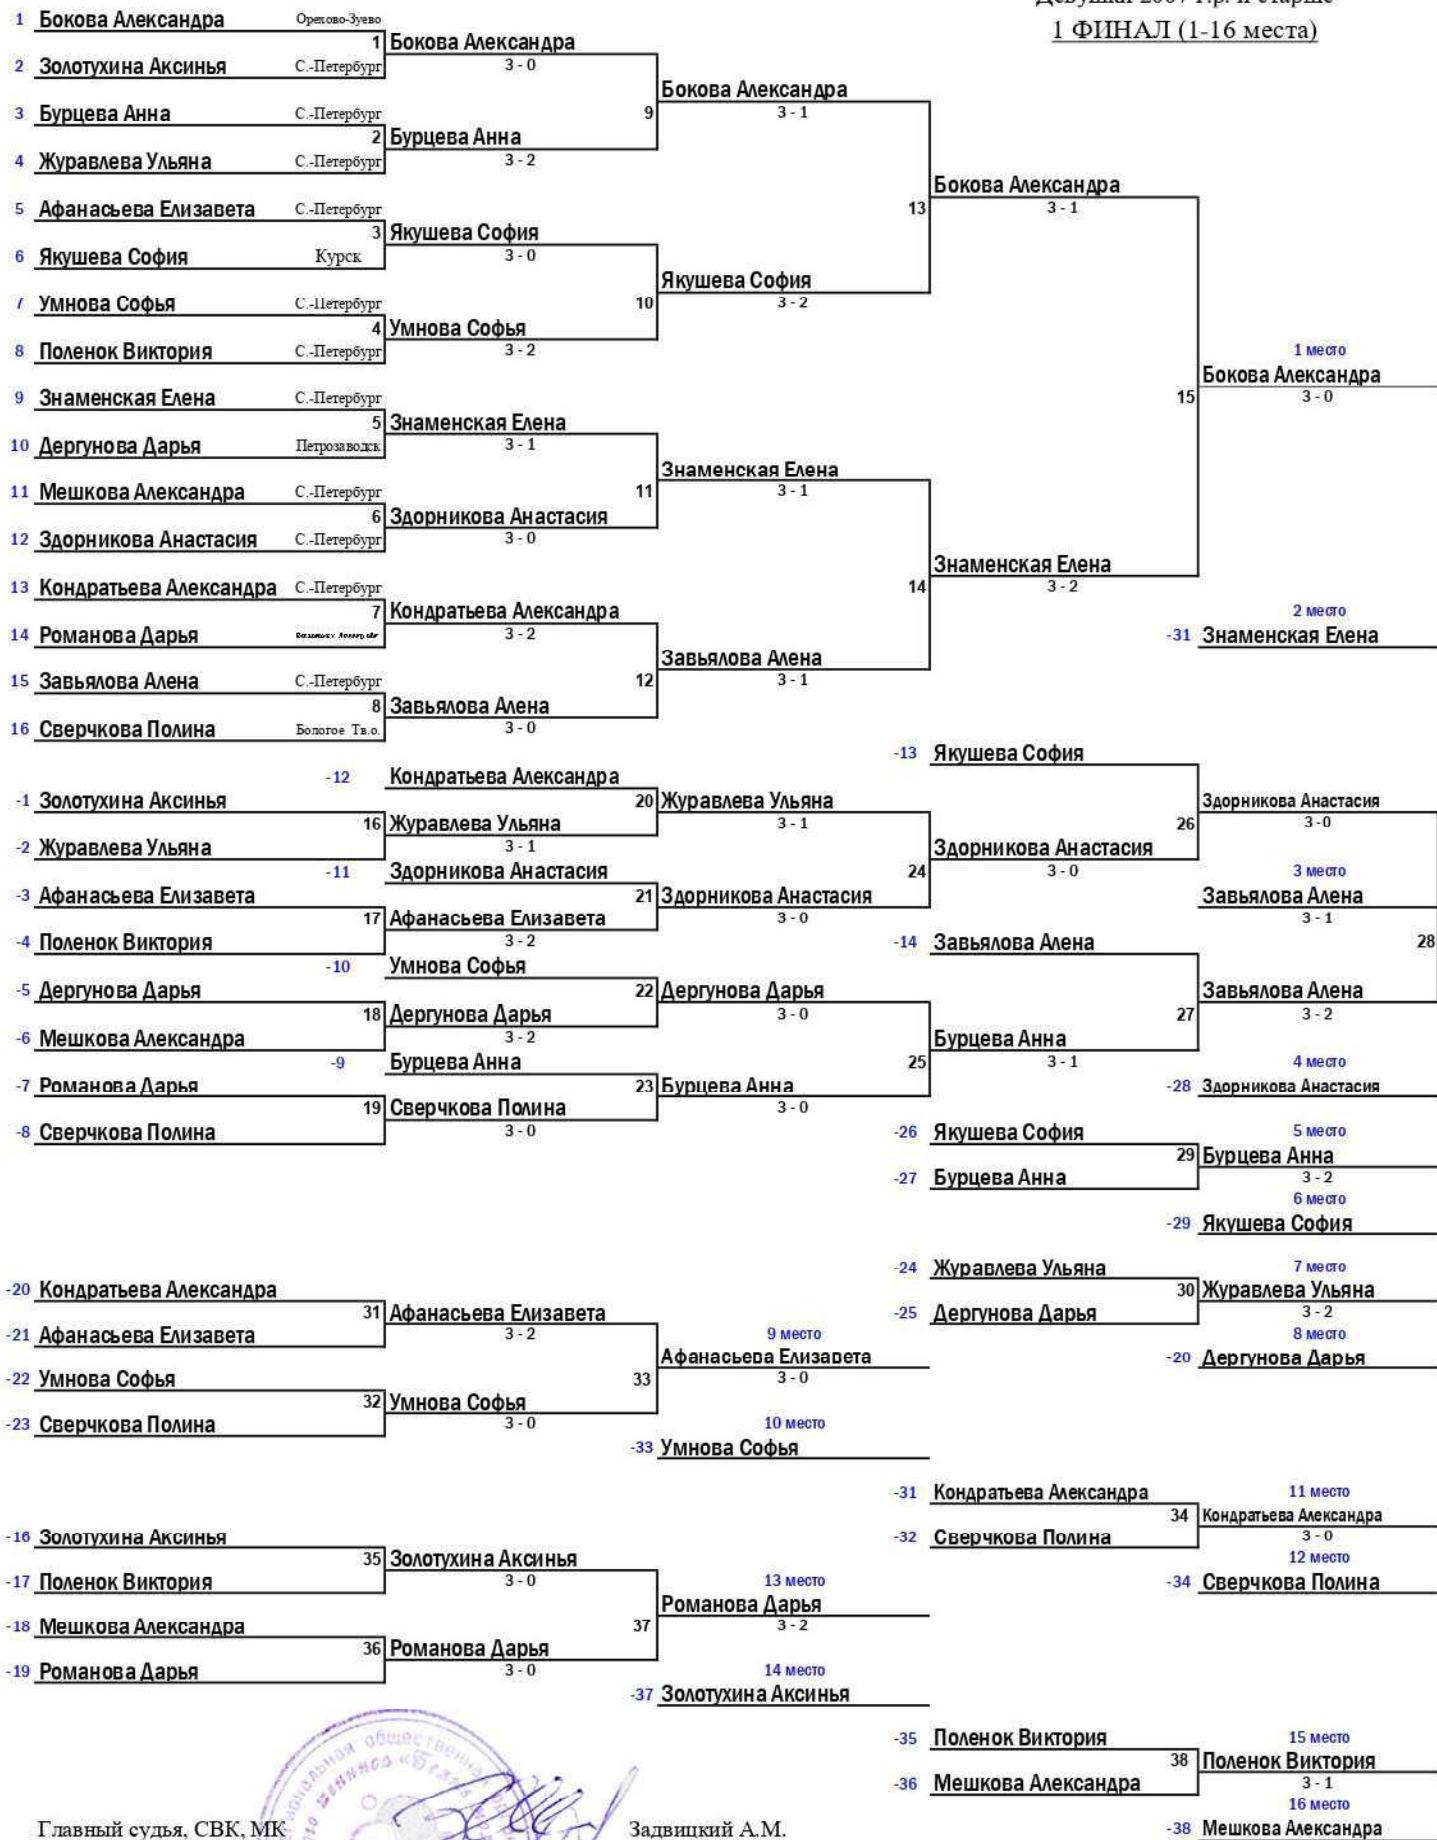 Девушки 2007 г.р. и старше
1 ФИНАЛ (1-16 места)
1 Бокова Александра Орехово-Зуево
1 Бокова Александра
3 - 0
2 Золотухина Аксинья С.-Петербург
Бокова Александра
3 - 1
3 Бурцева Анна С.-Петербург
9
2 Бурцева Анна
3 - 2
4 Журавлева Ульяна С.-Петербург
Бокова Александра
3 - 1
5 Афанасьева Елизавета С.-Петербург
13
3 Якушева София
3 - 0
6 Якушева София Курск
Якушева София
3 - 2
7 Умнова Софья С.-Петербург
10
4 Умнова Софья
3 - 2
8 Поленок Виктория С.-Петербург
1 место
Бокова Александра
3 - 0
9 Знаменская Елена С.-Петербург
15
5 Знаменская Елена
3 - 1
10 Дергунова Дарья Петрозаводск
Знаменская Елена
3 - 1
11 Мешкова Александра С.-Петербург
11
6 Здорникова Анастасия
3 - 0
12 Здорникова Анастасия С.-Петербург
Знаменская Елена
3 - 2
13 Кондратьева Александра С.-Петербург
14
7 Кондратьева Александра
3 - 2
2 место
14 Романова Дарья
-31 Знаменская Елена
Завьялова Алена
3 - 1
15 Завьялова Алена С.-Петербург
12
8 Завьялова Алена
3 - 0
16 Сверчкова Полина Бологое Тв.о.
-13 Якушева София
-12 Кондратьева Александра
-1 Золотухина Аксинья
20 Журавлева Ульяна
3 - 1
Здорникова Анастасия
3 - 0
16 Журавлева Ульяна
3 - 1
26
-2 Журавлева Ульяна
Здорникова Анастасия
3 - 0
-11 Здорникова Анастасия
24
3 место
-3 Афанасьева Елизавета
21 Здорникова Анастасия
3 - 0
Завьялова Алена
3 - 1
17 Афанасьева Елизавета
3 - 2
-4 Поленок Виктория
-14 Завьялова Алена
28
-10 Умнова Софья
-5 Дергунова Дарья
22 Дергунова Дарья
3 - 0
Завьялова Алена
3 - 2
18 Дергунова Дарья
3 - 2
27
-6 Мешкова Александра
Бурцева Анна
3 - 1
-9 Бурцева Анна
25
4 место
-7 Романова Дарья
23 Бурцева Анна
3 - 0
-28 Здорникова Анастасия
19 Сверчкова Полина
3 - 0
-8 Сверчкова Полина
-26 Якушева София
5 место
29 Бурцева Анна
3 - 2
-27 Бурцева Анна
6 место
-29 Якушева София
-24 Журавлева Ульяна
7 место
-20 Кондратьева Александра
30 Журавлева Ульяна
3 - 2
31 Афанасьева Елизавета
3 - 2
-25 Дергунова Дарья
-21 Афанасьева Елизавета
9 место
8 место
Афанасьева Елизавета
3 - 0
-20 Дергунова Дарья
-22 Умнова Софья
33
32 Умнова Софья
3 - 0
-23 Сверчкова Полина
10 место
-33 Умнова Софья
-31 Кондратьева Александра
11 место
34 Кондратьева Александра
3 - 0
-16 Золотухина Аксинья
-32 Сверчкова Полина
35 Золотухина Аксинья
3 - 0
12 место
-17 Поленок Виктория
13 место
-34 Сверчкова Полина
Романова Дарья
3 - 2
-18 Мешкова Александра
37
36 Романова Дарья
3 - 0
-19 Романова Дарья
14 место
-37 Золотухина Аксинья
-35 Поленок Виктория
15 место
38 Поленок Виктория
3 - 1
-36 Мешкова Александра
16 место
Главный судья, СВК, МК
Задвицкий А.М.
-38 Мешкова Александра